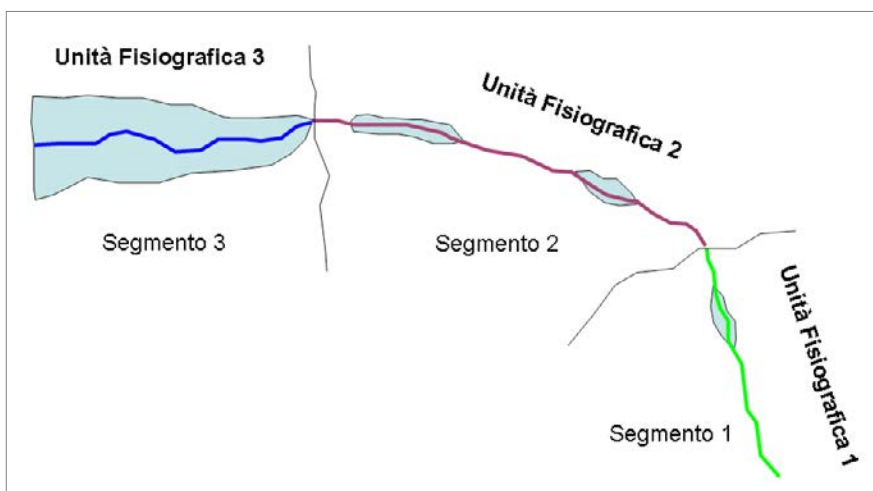 Unità Fisiografica 3
Unità Fisiografica 2
Segmento 3
Segmento 2
Unità Fisiografica 1
Segmento 1